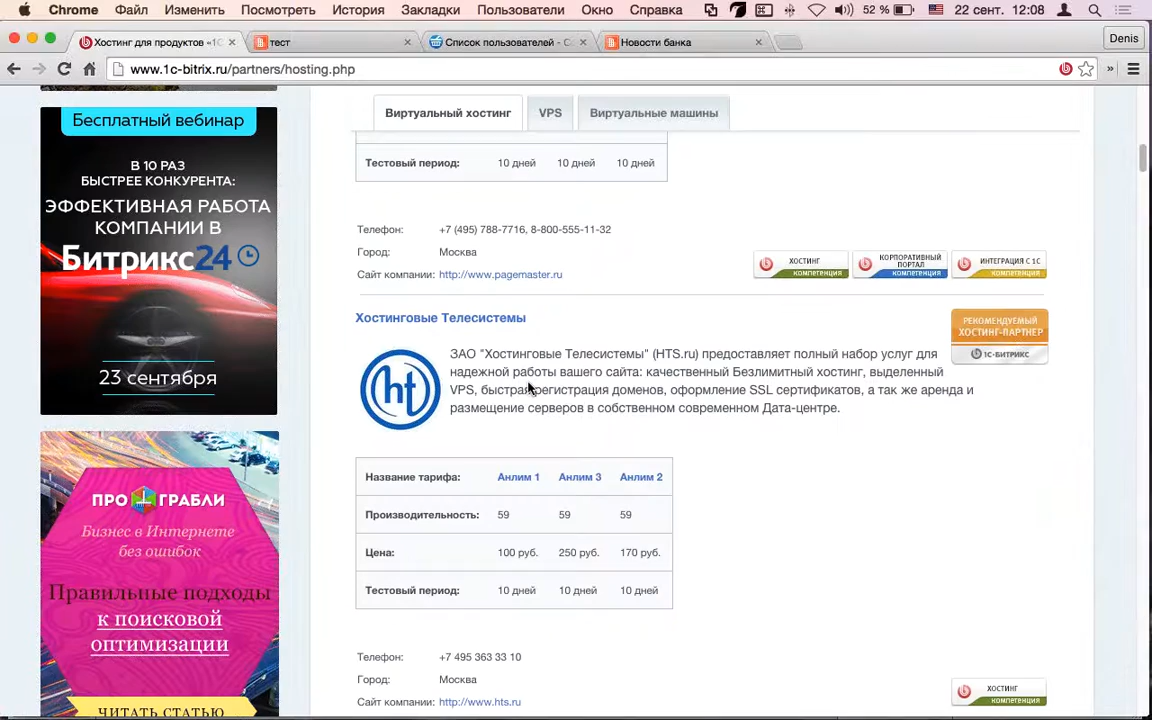 Chrome Файл Изменить Посмотреть История Закладки Пользователи Окно Справка 52 % 22 сент. 12:08
Хостинг для продуктов «1С
тест
Список пользователей - С
Новости банка
Denis
www.1c-bitrix.ru/partners/hosting.php
Бесплатный вебинар
В 10 РАЗ
БЫСТРЕЕ КОНКУРЕНТА:
ЭФФЕКТИВНАЯ РАБОТА
КОМПАНИИ В
Битрикс24
23 сентября
ПРО ГРАБЛИ
Бизнес в Интернете
без ошибок
Правильные подходы
к поисковой
оптимизации
ЧИТАТЬ СТАТЬЮ
Виртуальный хостинг VPS Виртуальные машины
Тестовый период: 10 дней 10 дней 10 дней
Телефон: +7 (495) 788-7716, 8-800-555-11-32
Город: Москва
Сайт компании: http://www.pagemaster.ru
ХОСТИНГ
компетенция
КОРПОРАТИВНЫЙ
ПОРТАЛ
компетенция
ИНТЕГРАЦИЯ С 1С
компетенция
Хостинговые Телесистемы
РЕКОМЕНДУЕМЫЙ
ХОСТИНГ-ПАРТНЕР
1С-БИТРИКС
ht
ЗАО "Хостинговые Телесистемы" (HTS.ru) предоставляет полный набор услуг для
надежной работы вашего сайта: качественный Безлимитный хостинг, выделенный
VPS, быстрая регистрация доменов, оформление SSL сертификатов, а так же аренда и
размещение серверов в собственном современном Дата-центре.
Название тарифа: Анлим 1 Анлим 3 Анлим 2
Производительность: 59 59 59
Цена: 100 руб. 250 руб. 170 руб.
Тестовый период: 10 дней 10 дней 10 дней
Телефон: +7 495 363 33 10
Город: Москва
Сайт компании: http://www.hts.ru
ХОСТИНГ
компетенция